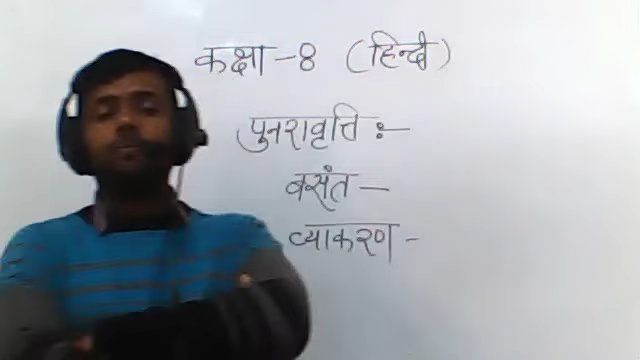 कक्षा -8 (हिन्दी)
पुनरावृत्ति :-
बसंत -
व्याकरण -